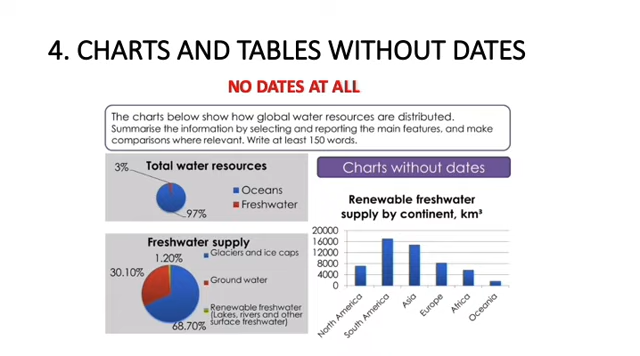 4. CHARTS AND TABLES WITHOUT DATES
NO DATES AT ALL
The charts below show how global water resources are distributed.
Summarise the information by selecting and reporting the main features, and make
comparisons where relevant. Write at least 150 words.
Total water resources
3%
97%
Oceans
Freshwater
Charts without dates
Freshwater supply
1.20%
30.10%
68.70%
Glaciers and ice caps
Ground water
Renewable freshwater
(Lakes, rivers and other
surface freshwater)
Renewable freshwater
supply by continent, km³
20000
16000
12000
8000
4000
0
North America
South America
Asia
Europe
Africa
Oceania